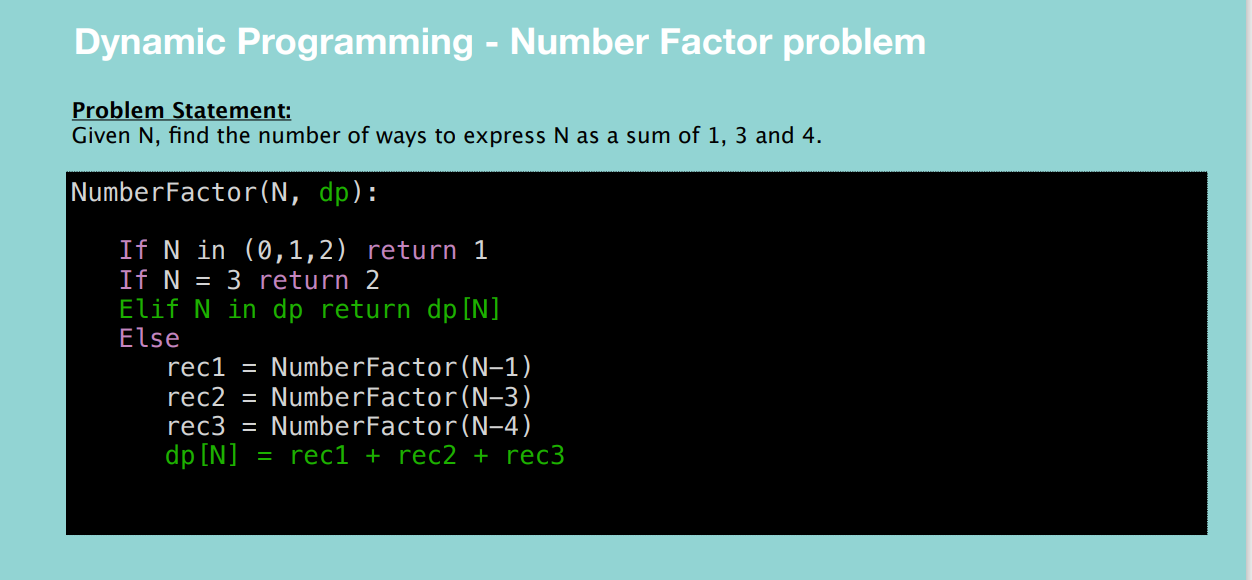 Dynamic Programming - Number Factor problem
Problem Statement:
Given N, find the number of ways to express N as a sum of 1, 3 and 4.
NumberFactor(N, dp):
If N in (0,1,2) return 1
If N = 3 return 2
Elif N in dp return dp[N]
Else
rec1 = NumberFactor(N-1)
rec2 = NumberFactor(N-3)
rec3 = NumberFactor(N-4)
dp[N] = rec1 + rec2 + rec3